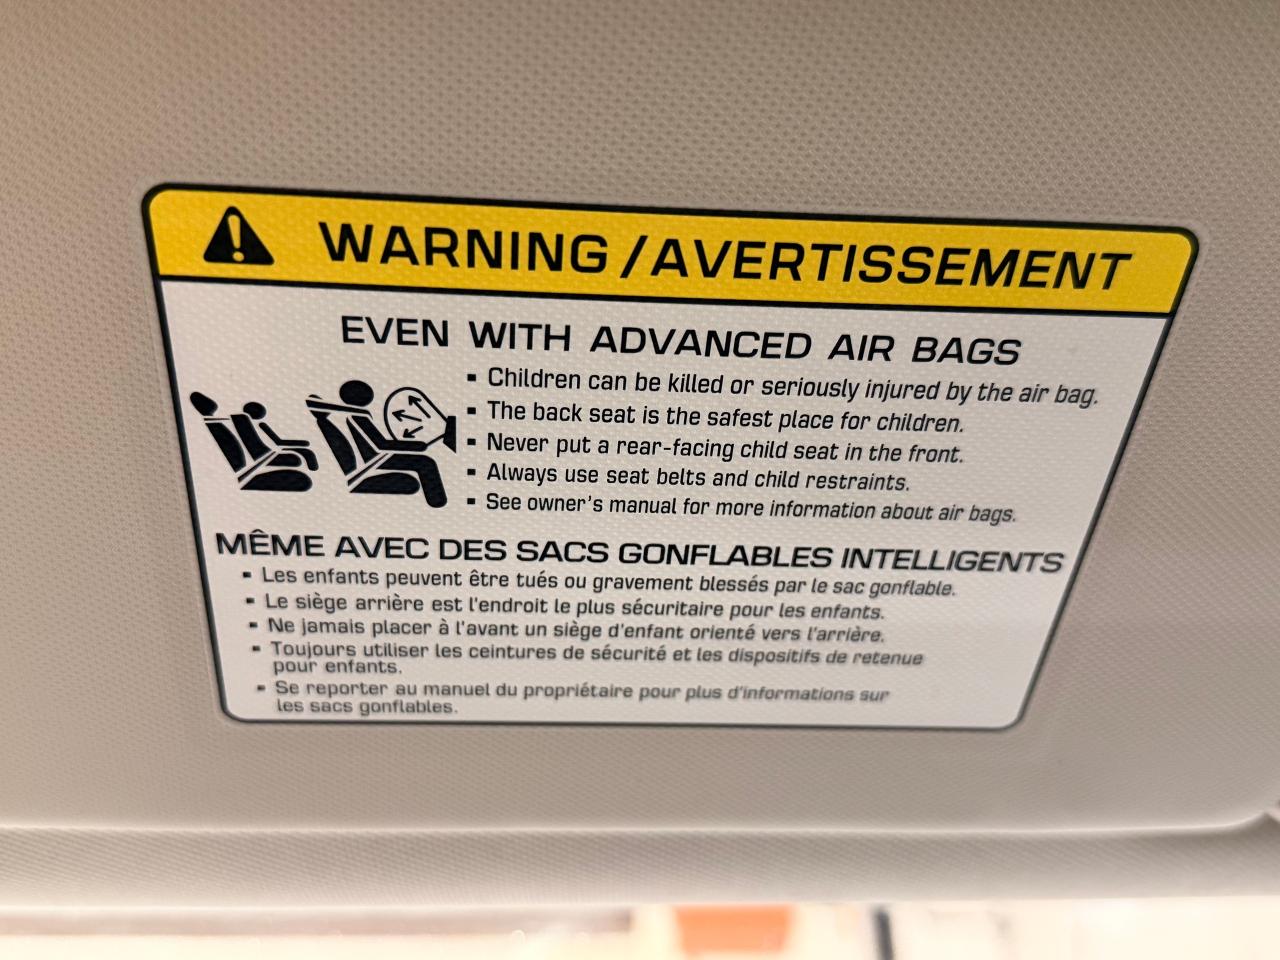 WARNING/AVERTISSEMENT
EVEN WITH ADVANCED AIR BAGS
▪ Children can be killed or seriously injured by the air bag.
▪ The back seat is the safest place for children.
▪ Never put a rear-facing child seat in the front.
▪ Always use seat belts and child restraints.
▪ See owner's manual for more information about air bags.
MÊME AVEC DES SACS GONFLABLES INTELLIGENTS
▪ Les enfants peuvent être tués ou gravement blessés par le sac gonflable.
▪ Le siège arrière est l'endroit le plus sécuritaire pour les enfants.
▪ Ne jamais placer à l'avant un siège d'enfant orienté vers l'arrière.
▪ Toujours utiliser les ceintures de sécurité et les dispositifs de retenue
pour enfants.
▪ Se reporter au manuel du propriétaire pour plus d'informations sur
les sacs gonflables.